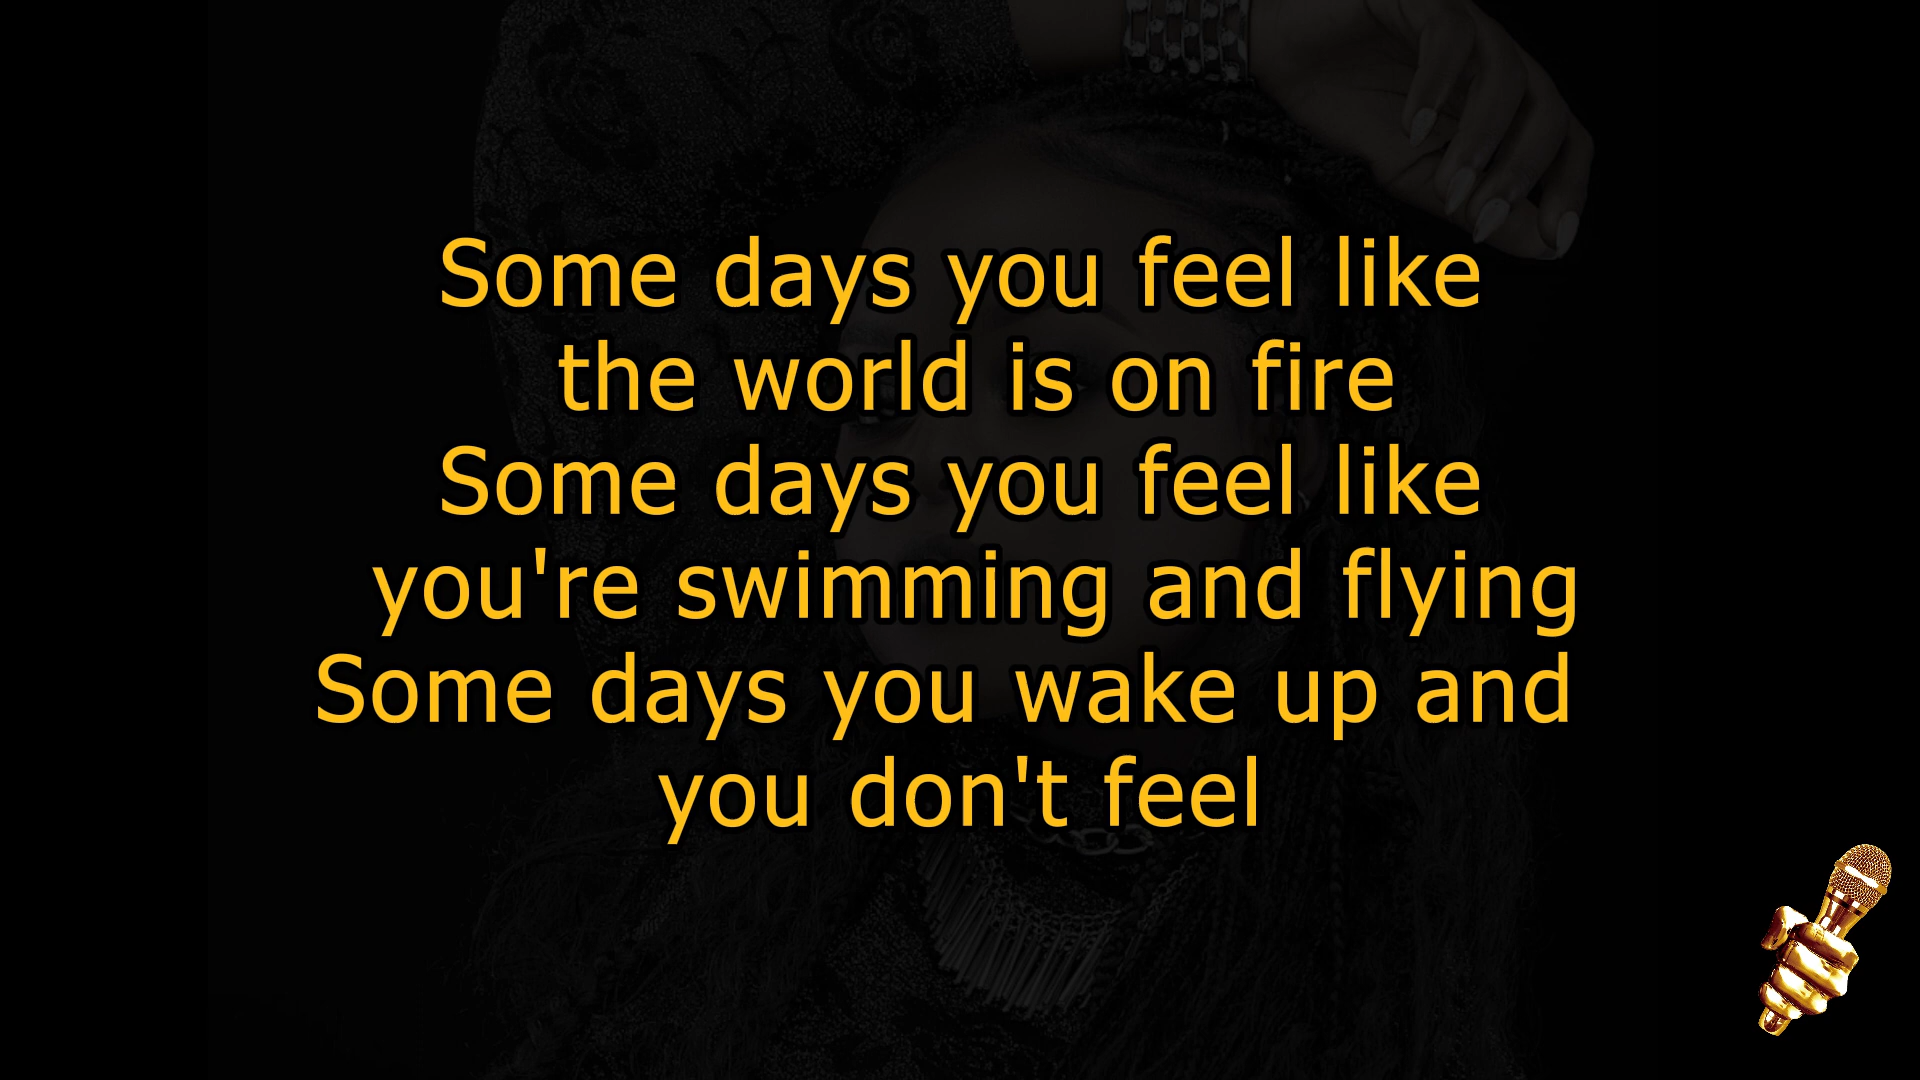 Some days you feel like
the world is on fire
Some days you feel like
you're swimming and flying
Some days you wake up and
you don't feel